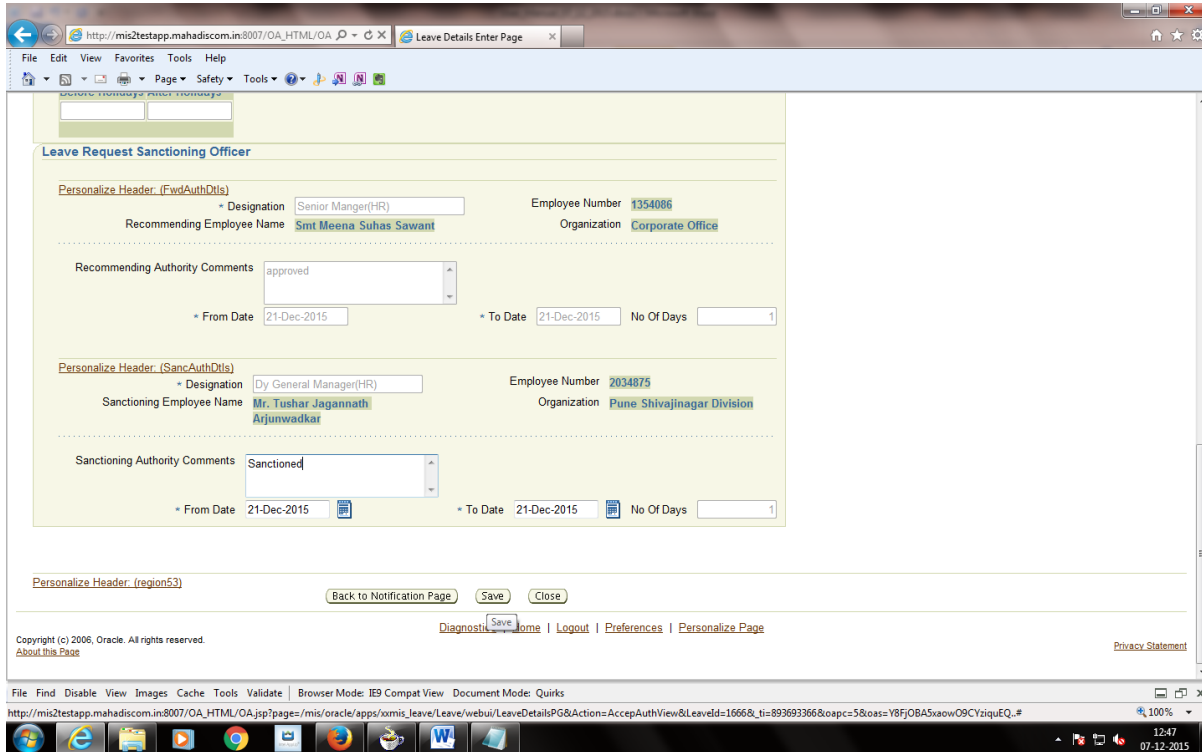 http://mis2testapp.mahadiscom.in:8007/OA_HTML/OA
Leave Details Enter Page
File Edit View Favorites Tools Help
Page Safety Tools
Before Holidays After Holidays
Leave Request Sanctioning Officer
Personalize Header: (FwdAuthDtls)
* Designation Senior Manger(HR) Employee Number 1354086
Recommending Employee Name Smt Meena Suhas Sawant Organization Corporate Office
Recommending Authority Comments approved
* From Date 21-Dec-2015 * To Date 21-Dec-2015 No Of Days 1
Personalize Header: (SancAuthDtls)
* Designation Dy General Manager(HR) Employee Number 2034875
Sanctioning Employee Name Mr. Tushar Jagannath Organization Pune Shivajinagar Division
Arjunwadkar
Sanctioning Authority Comments Sanctioned
* From Date 21-Dec-2015 * To Date 21-Dec-2015 No Of Days 1
Personalize Header: (region53)
Back to Notification Page Save Close
Save
Logout | Preferences | Personalize Page
Copyright (c) 2006, Oracle. All rights reserved.
About this Page
Privacy Statement
File Find Disable View Images Cache Tools Validate | Browser Mode: IE9 Compat View Document Mode: Quirks
http://mis2testapp.mahadiscom.in:8007/OA_HTML/OA.jsp?page=/mis/oracle/apps/xxmis_leave/Leave/webui/LeaveDetailsPG&Action=AccepAuthView&LeaveId=1666&_ti=893693366&oapc=5&oas=Y8FjOBA5xaowO9CYziquEQ..#
100%
12:47
07-12-2015